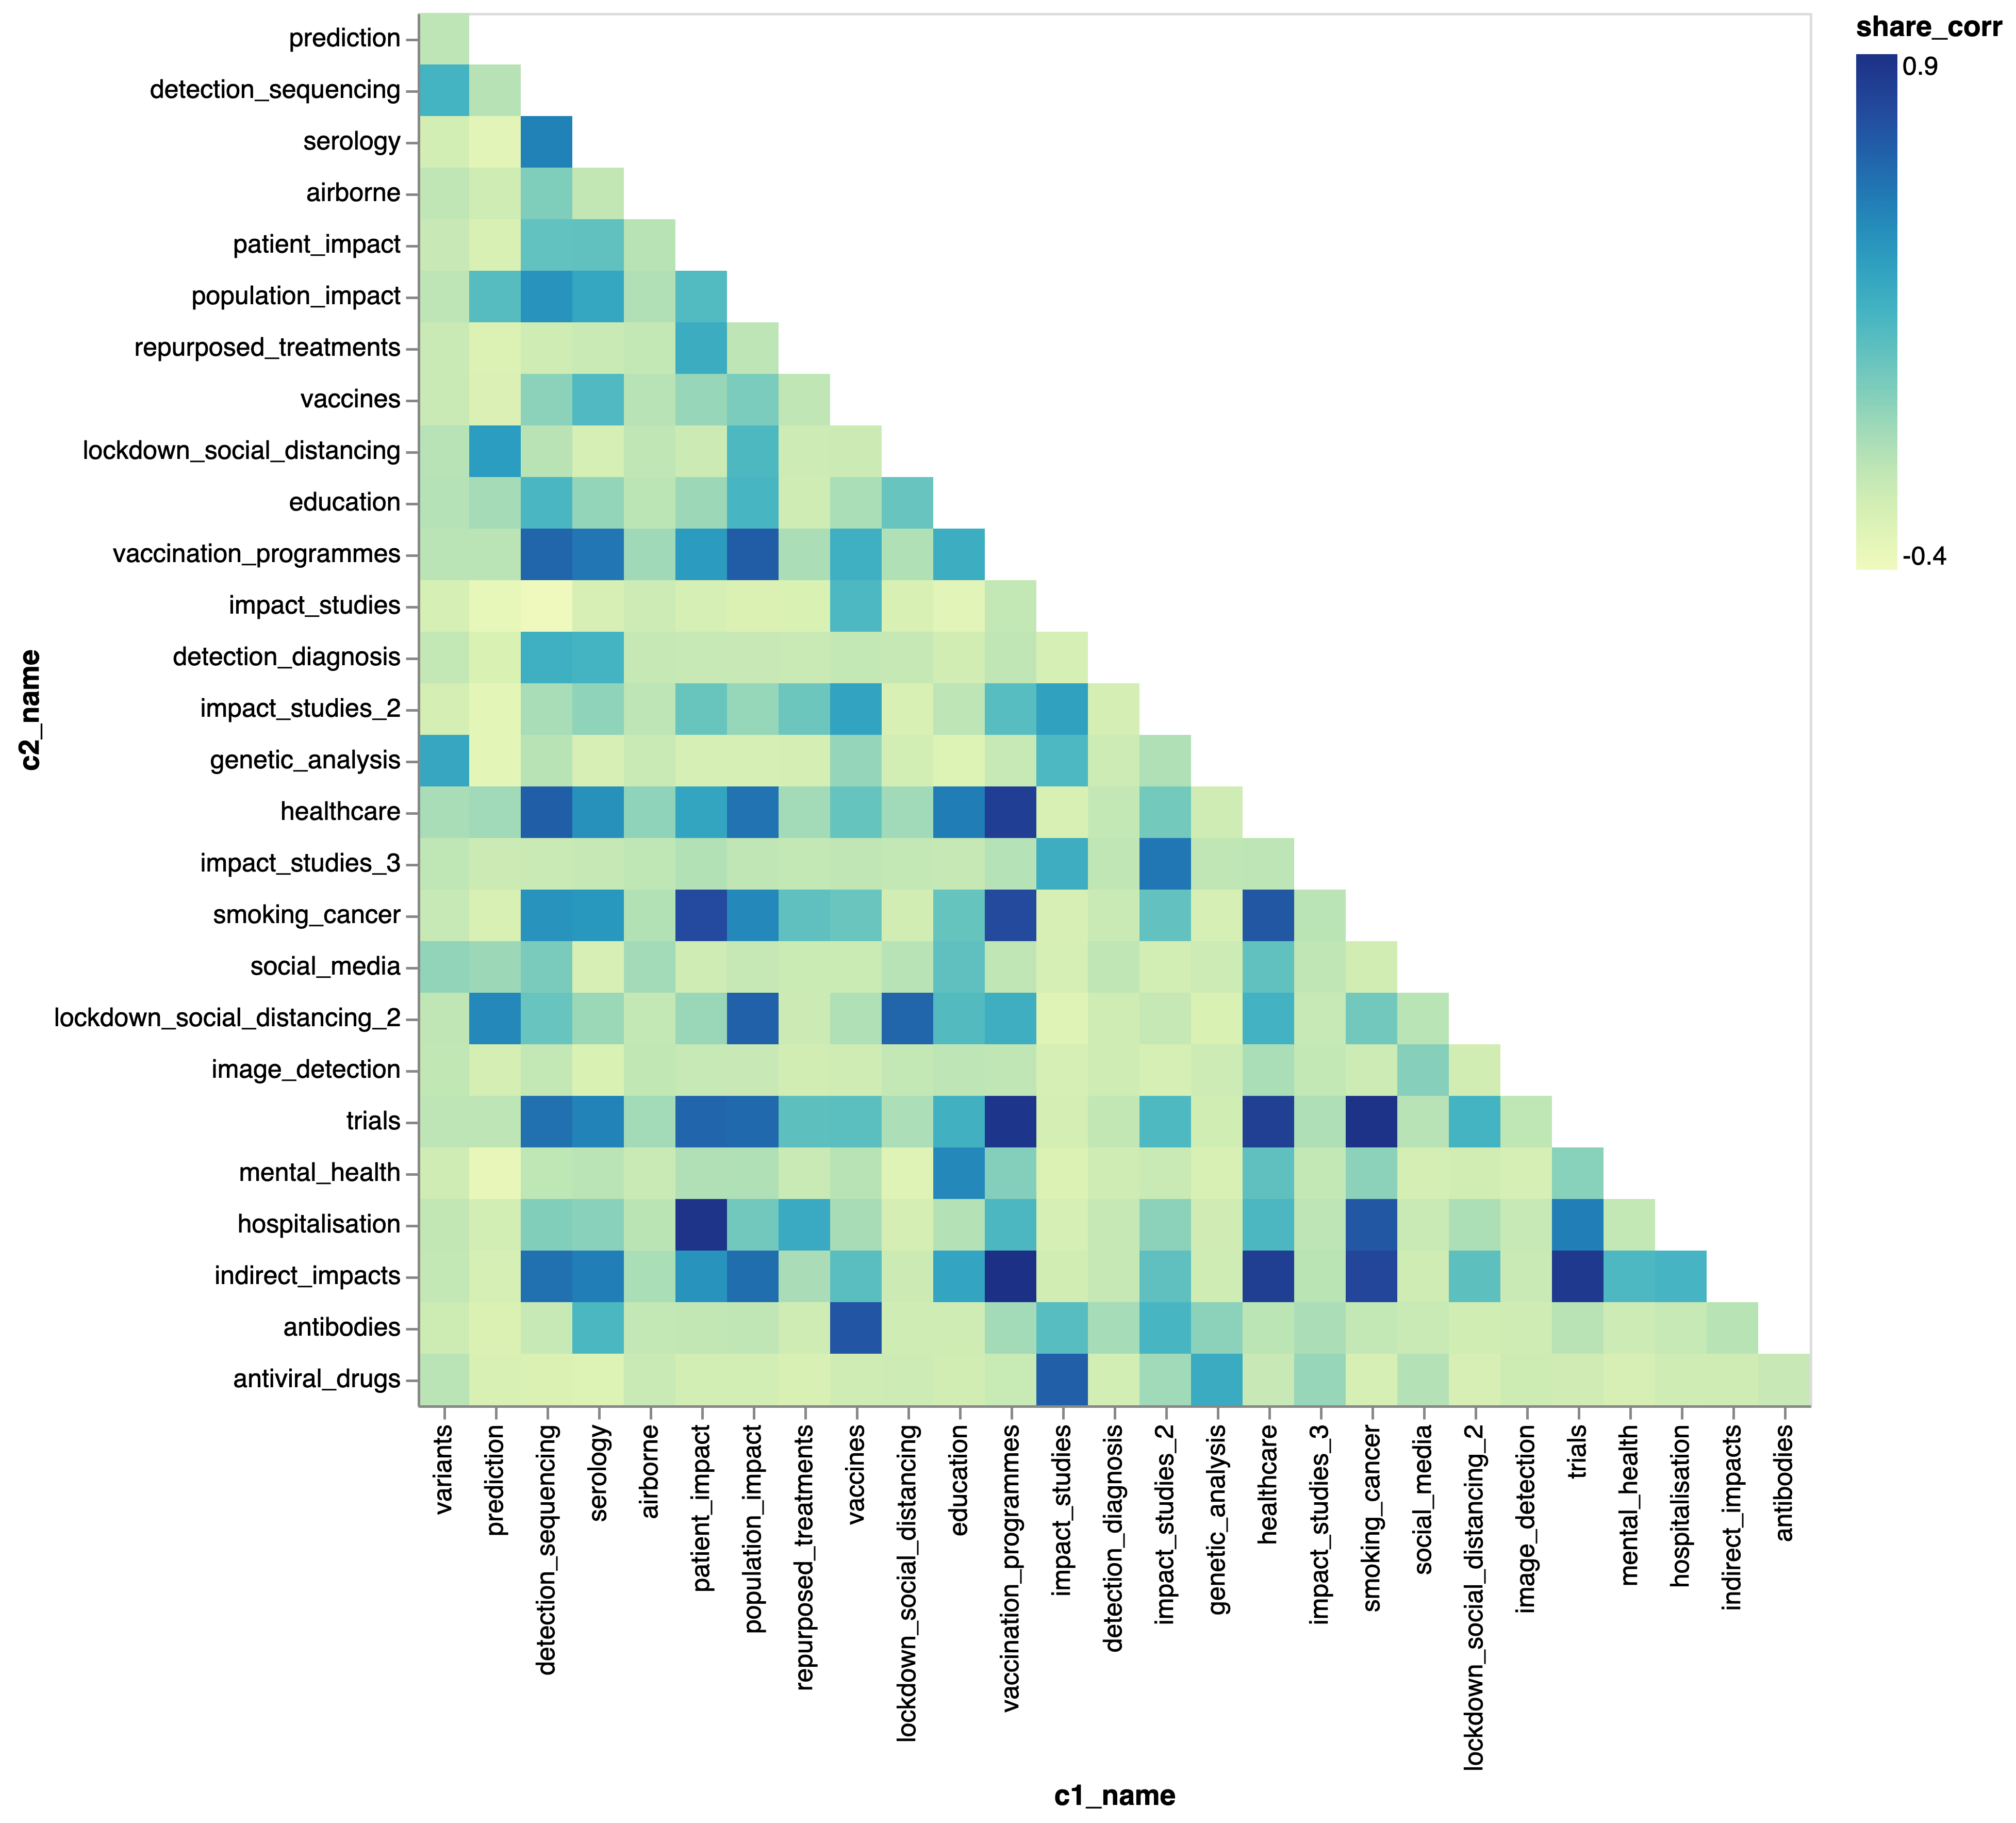 share_corr
0.9
-0.4
c2_name
prediction
detection_sequencing
serology
airborne
patient_impact
population_impact
repurposed_treatments
vaccines
lockdown_social_distancing
education
vaccination_programmes
impact_studies
detection_diagnosis
impact_studies_2
genetic_analysis
healthcare
impact_studies_3
smoking_cancer
social_media
lockdown_social_distancing_2
image_detection
trials
mental_health
hospitalisation
indirect_impacts
antibodies
antiviral_drugs
variants
prediction
detection_sequencing
serology
airborne
patient_impact
population_impact
repurposed_treatments
vaccines
lockdown_social_distancing
education
vaccination_programmes
impact_studies
detection_diagnosis
impact_studies_2
genetic_analysis
healthcare
impact_studies_3
smoking_cancer
social_media
lockdown_social_distancing_2
image_detection
trials
mental_health
hospitalisation
indirect_impacts
antibodies
c1_name